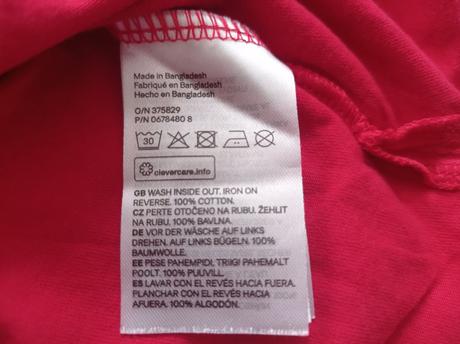 Made in Bangladesh
Fabriqué en Bangladesh
Hecho en Bangladesh
O/N 375829
P/N 0678480 8
30
clevercare.info
GB WASH INSIDE OUT. IRON ON
REVERSE. 100% COTTON.
CZ PERTE OTOČENO NA RUBU. ŽEHLIT
NA RUBU. 100% BAVLNA.
DE VOR DER WÄSCHE AUF LINKS
DREHEN. AUF LINKS BÜGELN. 100%
BAUMWOLLE.
EE PESE PAHEMPIDI, TRIIGI PAHEMALT
POOLT. 100% PUUVILL.
ES LAVAR CON EL REVÉS HACIA FUERA.
PLANCHAR CON EL REVÉS HACIA
AFUERA. 100% ALGODÓN.